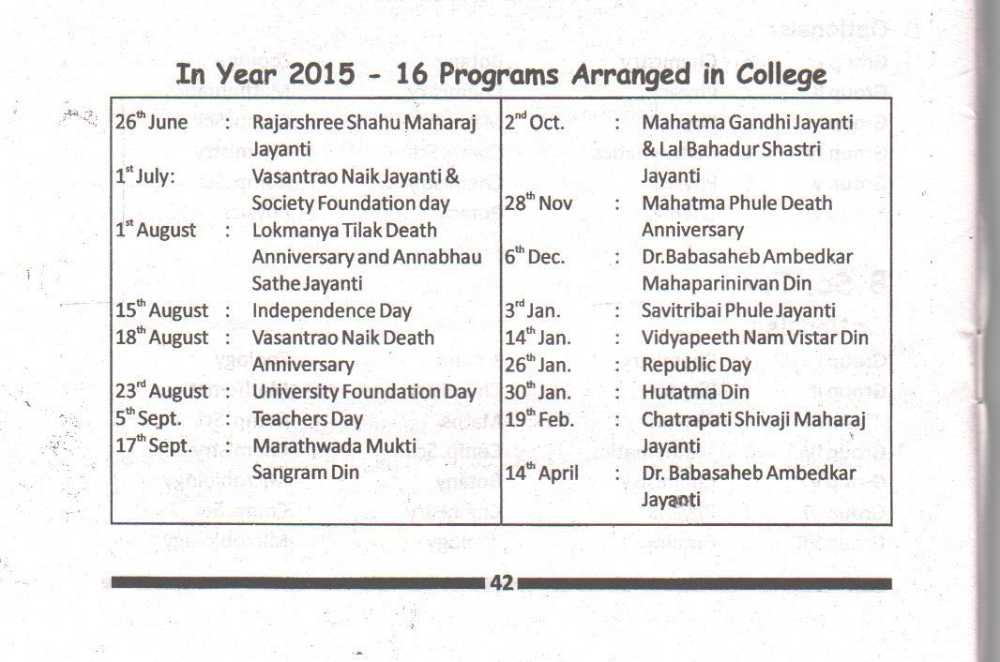 In Year 2015 - 16 Programs Arranged in College
26th June : Rajarshree Shahu Maharaj
Jayanti
1st July: Vasantrao Naik Jayanti &
Society Foundation day
1st August : Lokmanya Tilak Death
Anniversary and Annabhau
Sathe Jayanti
15th August : Independence Day
18th August : Vasantrao Naik Death
Anniversary
23rd August : University Foundation Day
5th Sept. : Teachers Day
17th Sept. : Marathwada Mukti
Sangram Din
2nd Oct. : Mahatma Gandhi Jayanti
& Lal Bahadur Shastri
Jayanti
28th Nov : Mahatma Phule Death
Anniversary
6th Dec. : Dr.Babasaheb Ambedkar
Mahaparinirvan Din
3rd Jan. : Savitribai Phule Jayanti
14th Jan. : Vidyapeeth Nam Vistar Din
26th Jan. : Republic Day
30th Jan. : Hutatma Din
19th Feb. : Chatrapati Shivaji Maharaj
Jayanti
14th April : Dr. Babasaheb Ambedkar
Jayanti
42